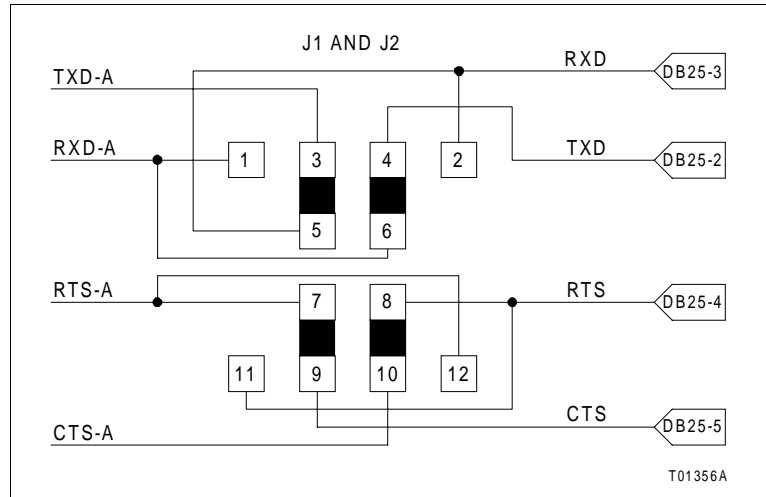 J1 AND J2
RXD
DB25-3
TXD-A
RXD-A
1
3
4
2
TXD
DB25-2
5
6
RTS-A
7
8
RTS
DB25-4
11
9
10
12
CTS
DB25-5
CTS-A
T01356A